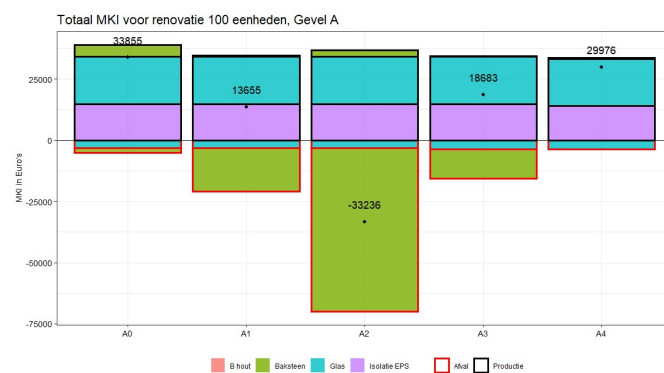 Totaal MKI voor renovatie 100 eenheden, Gevel A
33855
13655
-33236
18683
29976
MKI in Euro's
25000
0
-25000
-50000
-75000
A0 A1 A2 A3 A4
B hout Baksteen Glas Isolatie EPS Afval Productie